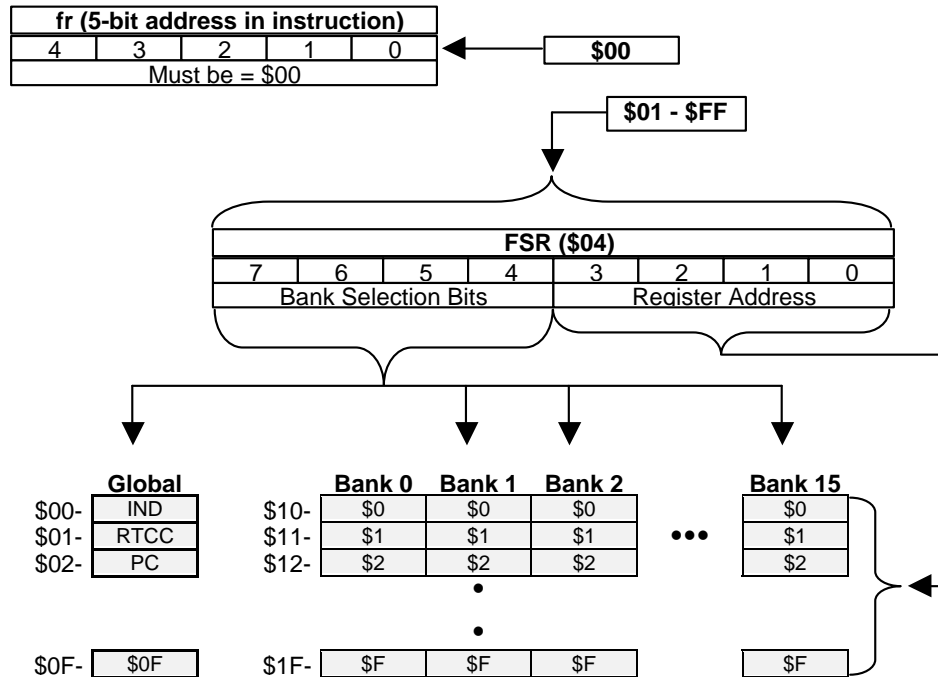 fr (5-bit address in instruction)
4 3 2 1 0
$00
Must be = $00
$01 - $FF
FSR ($04)
7 6 5 4 3 2 1 0
Bank Selection Bits Register Address
Global Bank 0 Bank 1 Bank 2 Bank 15
$00- IND $10- $0 $0 $0 $0
$01- RTCC $11- $1 $1 $1 ••• $1
$02- PC $12- $2 $2 $2 $2
$0F- $0F $1F- $F $F $F $F